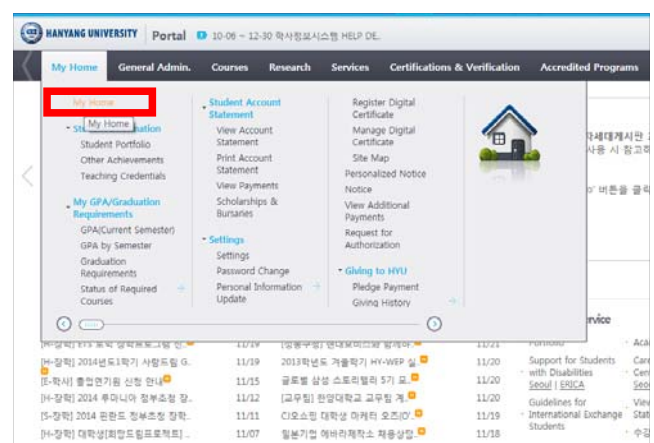 HANYANG UNIVERSITY Portal 10-06 ~ 12-30 학사정보시스템 HELP DE..
My Home General Admin. Courses Research Services Certifications & Verification Accredited Programs
My Home
My Home
Student Portfolio
Other Achievements
Teaching Credentials
My GPA/Graduation
Requirements
GPA(Current Semester)
GPA by Semester
Graduation
Requirements
Status of Required
Courses
Student Account
Statement
View Account
Statement
Print Account
Statement
View Payments
Scholarships &
Bursaries
Settings
Settings
Password Change
Personal Information
Update
Register Digital
Certificate
Manage Digital
Certificate
Site Map
Personalized Notice
Notice
View Additional
Payments
Request for
Authorization
Giving to HYU
Pledge Payment
Giving History
버튼을
11/19 11/21
[H-장학] 2014년도1학기 사랑드림 G.. 11/19 2013학년도 겨울학기 HY-WEP 실.. 11/20
[E-학사] 졸업연기원 신청 안내 11/15 글로벌 삼성 스토리텔러 5기 모.. 11/20
[H-장학] 2014 루마니아 정부초청 장.. 11/12 [교무팀] 한양대학교 교무팀 계.. 11/20
[S-장학] 2014 핀란드 정부초청 장학.. 11/11 CJ오쇼핑 대학생 마케터 오즈[O'.. 11/19
[H-장학] 대학생[희망드림프로젝트] .. 11/07 일본기업 에바라제작소 채용상담.. 11/18
Support for Students
with Disabilities
Seoul | ERICA
Guidelines for
International Exchange
Students